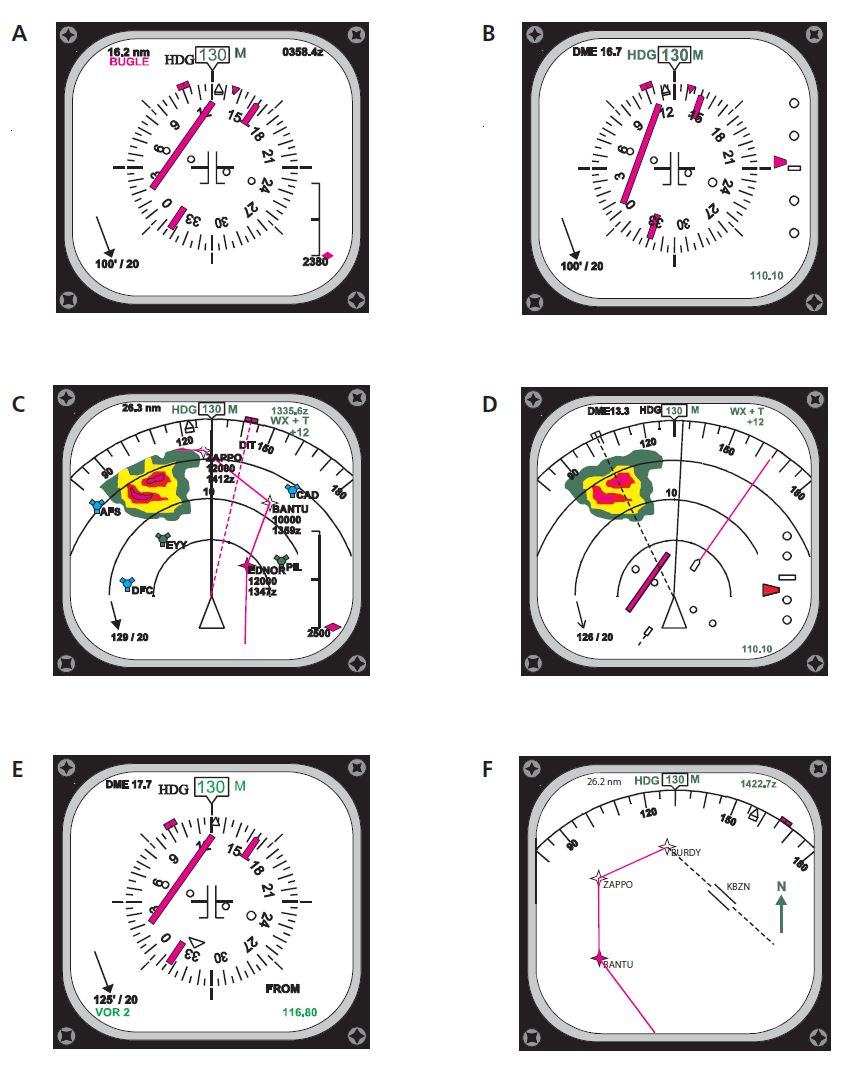 A
16.2 nm
BUGLE
HDG 130 M
0358.4z
12
15
18
21
24
27
30
33
0
3
6
9
100' / 20
2380
B
DME 16.7
HDG 130 M
12
15
21
24
27
30
33
0
3
6
9
100' / 20
110.10
C
26.3 nm
HDG 130 M
1335.6z
WX + T
+12
90
120
150
180
DIT
ZAPPO
12000
1412z
10
CAD
AFS
BANTU
10000
1359z
EYY
PIL
EDNOR
12000
1347z
DFC
129 / 20
2500
D
DME13.3
HDG 130 M
WX + T
+12
90
120
150
180
10
126 / 20
110.10
E
DME 17.7
HDG 130 M
12
15
18
21
24
27
30
33
0
3
6
9
125' / 20
FROM
VOR 2
116.80
F
26.2 nm
HDG 130 M
1422.7z
90
120
150
180
BURDY
ZAPPO
KBZN
N
BANTU